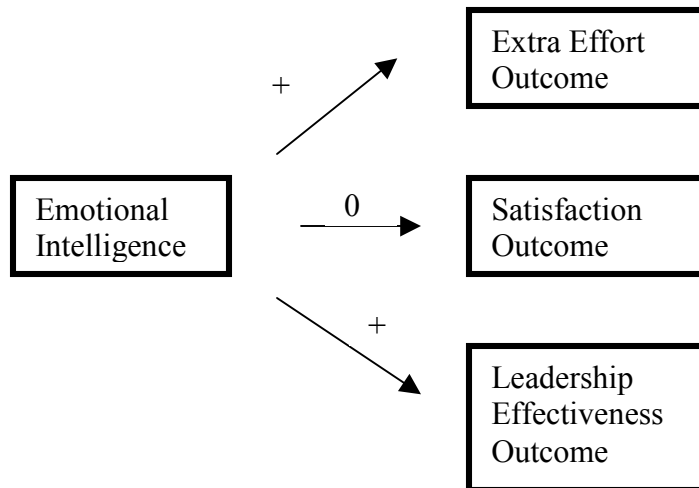 Extra Effort
Outcome
+
Emotional
Intelligence
0
Satisfaction
Outcome
+
Leadership
Effectiveness
Outcome